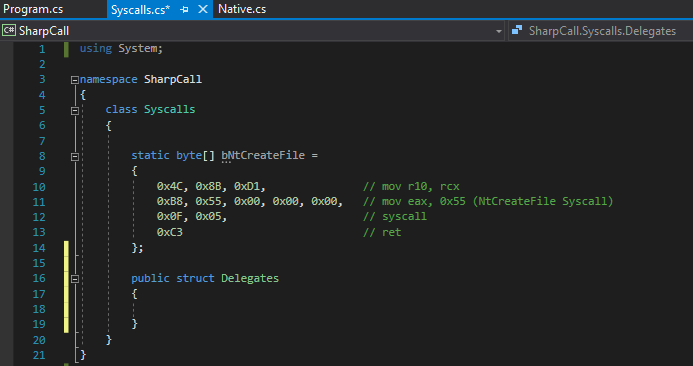 Program.cs Syscalls.cs* Native.cs
C# SharpCall SharpCall.Syscalls.Delegates
1 using System;
2
3 namespace SharpCall
4 {
5 class Syscalls
6 {
7
8 static byte[] bNtCreateFile =
9 {
10 0x4C, 0x8B, 0xD1, // mov r10, rcx
11 0xB8, 0x55, 0x00, 0x00, 0x00, // mov eax, 0x55 (NtCreateFile Syscall)
12 0x0F, 0x05, // syscall
13 0xC3 // ret
14 };
15
16 public struct Delegates
17 {
18
19 }
20 }
21 }